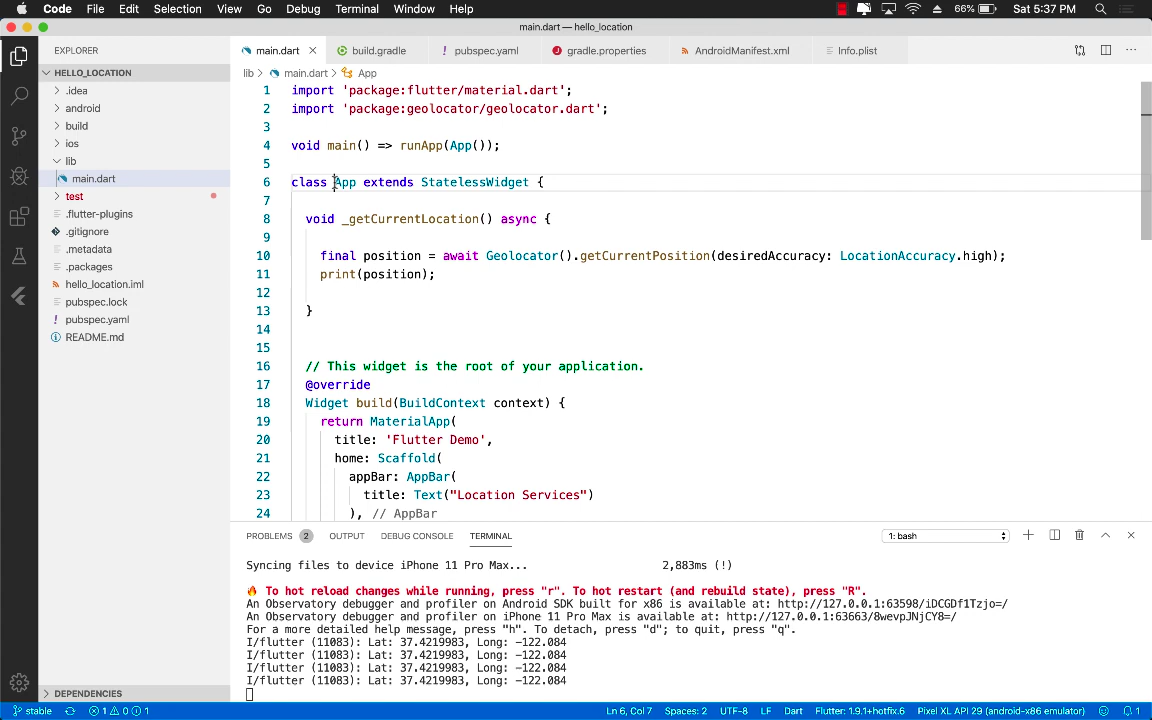 Code File Edit Selection View Go Debug Terminal Window Help 66% Sat 5:37 PM
main.dart — hello_location
EXPLORER
HELLO_LOCATION
.idea
android
build
ios
lib
main.dart
test
.flutter-plugins
.gitignore
.metadata
.packages
hello_location.iml
pubspec.lock
pubspec.yaml
README.md
DEPENDENCIES
main.dart build.gradle pubspec.yaml gradle.properties AndroidManifest.xml Info.plist
lib main.dart App
1 import 'package:flutter/material.dart';
2 import 'package:geolocator/geolocator.dart';
3
4 void main() => runApp(App());
5
6 class App extends StatelessWidget {
7
8 void _getCurrentLocation() async {
9
10 final position = await Geolocator().getCurrentPosition(desiredAccuracy: LocationAccuracy.high);
11 print(position);
12
13 }
14
15
16 // This widget is the root of your application.
17 @override
18 Widget build(BuildContext context) {
19 return MaterialApp(
20 title: 'Flutter Demo',
21 home: Scaffold(
22 appBar: AppBar(
23 title: Text("Location Services")
24 ), // AppBar
PROBLEMS 2 OUTPUT DEBUG CONSOLE TERMINAL 1: bash
Syncing files to device iPhone 11 Pro Max... 2,883ms (!)
🔥 To hot reload changes while running, press "r". To hot restart (and rebuild state), press "R".
An Observatory debugger and profiler on Android SDK built for x86 is available at: http://127.0.0.1:63598/iDCGDf1Tzjo=/
An Observatory debugger and profiler on iPhone 11 Pro Max is available at: http://127.0.0.1:63663/8wevpJNjCY8=/
For a more detailed help message, press "h". To detach, press "d"; to quit, press "q".
I/flutter (11083): Lat: 37.4219983, Long: -122.084
I/flutter (11083): Lat: 37.4219983, Long: -122.084
I/flutter (11083): Lat: 37.4219983, Long: -122.084
I/flutter (11083): Lat: 37.4219983, Long: -122.084
stable 1 0 1 Ln 6, Col 7 Spaces: 2 UTF-8 LF Dart Flutter: 1.9.1+hotfix.6 Pixel XL API 29 (android-x86 emulator) 1